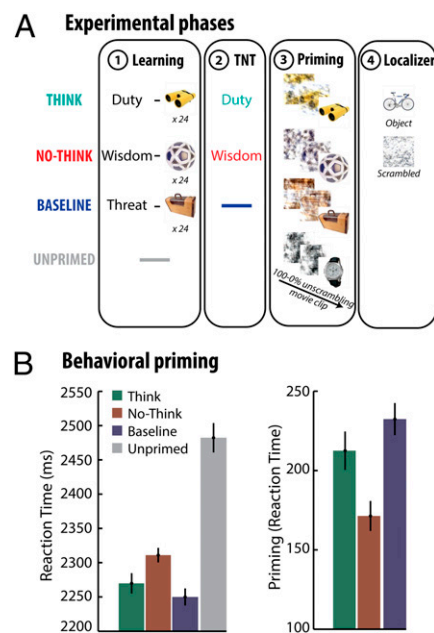 A Experimental phases
1 Learning
2 TNT
3 Priming
4 Localizer
THINK
Duty
x 24
Duty
Object
NO-THINK
Wisdom
x 24
Wisdom
Scrambled
BASELINE
Threat
x 24
UNPRIMED
100-0% unscrambling
movie clip
B Behavioral priming
Reaction Time (ms)
2550
2500
2450
2400
2350
2300
2250
2200
Think
No-Think
Baseline
Unprimed
Priming (Reaction Time)
250
200
150
100